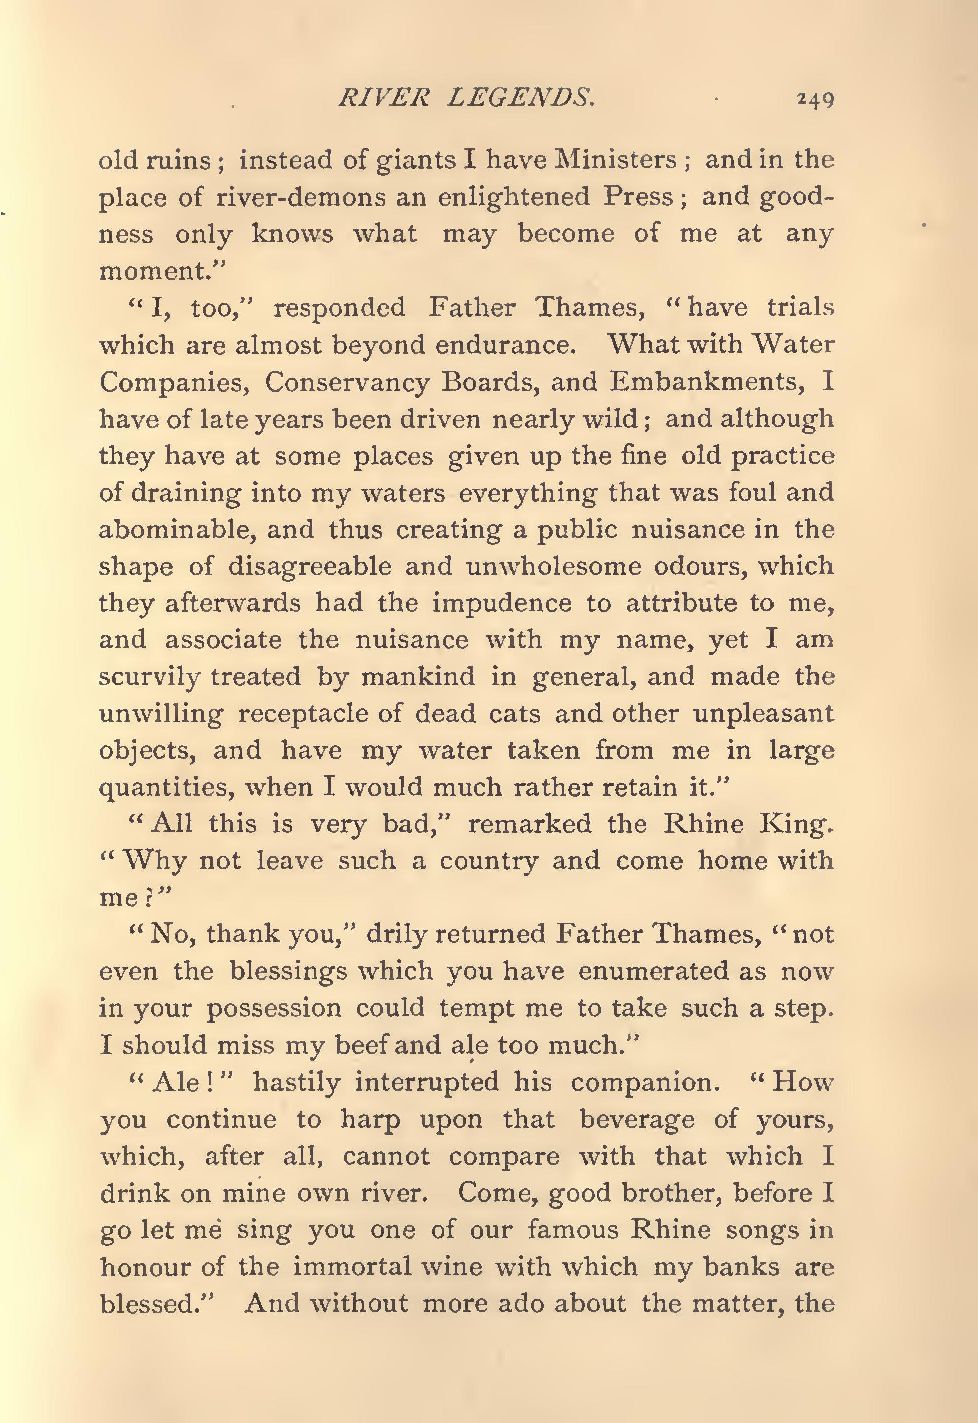 RIVER LEGENDS. 249
old ruins ; instead of giants I have Ministers ; and in the
place of river-demons an enlightened Press ; and good-
ness only knows what may become of me at any
moment.”
“ I, too,” responded Father Thames, “ have trials
which are almost beyond endurance. What with Water
Companies, Conservancy Boards, and Embankments, I
have of late years been driven nearly wild ; and although
they have at some places given up the fine old practice
of draining into my waters everything that was foul and
abominable, and thus creating a public nuisance in the
shape of disagreeable and unwholesome odours, which
they afterwards had the impudence to attribute to me,
and associate the nuisance with my name, yet I am
scurvily treated by mankind in general, and made the
unwilling receptacle of dead cats and other unpleasant
objects, and have my water taken from me in large
quantities, when I would much rather retain it.”
“ All this is very bad,” remarked the Rhine King.
“ Why not leave such a country and come home with
me ?”
“ No, thank you,” drily returned Father Thames, “ not
even the blessings which you have enumerated as now
in your possession could tempt me to take such a step.
I should miss my beef and ale too much.”
“ Ale ! ” hastily interrupted his companion. “ How
you continue to harp upon that beverage of yours,
which, after all, cannot compare with that which I
drink on mine own river. Come, good brother, before I
go let me sing you one of our famous Rhine songs in
honour of the immortal wine with which my banks are
blessed.” And without more ado about the matter, the